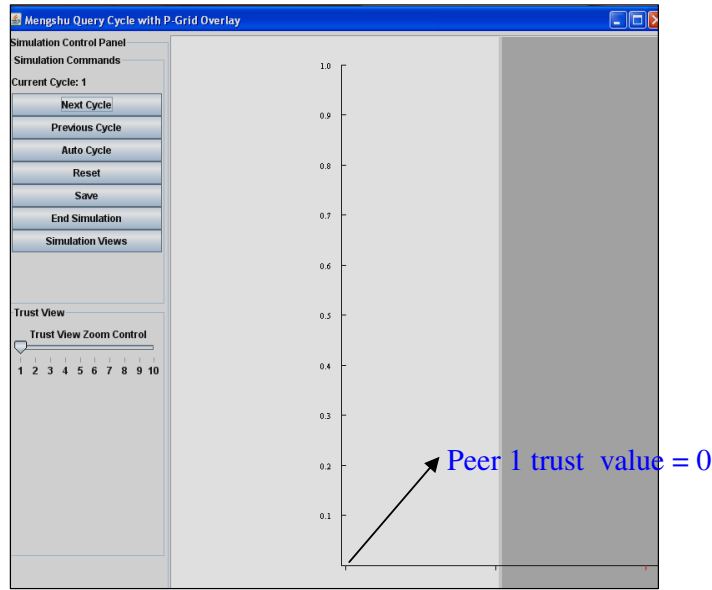 Mengshu Query Cycle with P-Grid Overlay
Simulation Control Panel
Simulation Commands
Current Cycle: 1
Next Cycle
Previous Cycle
Auto Cycle
Reset
Save
End Simulation
Simulation Views
Trust View
Trust View Zoom Control
1 2 3 4 5 6 7 8 9 10
1.0
0.9
0.8
0.7
0.6
0.5
0.4
0.3
0.2
0.1
Peer 1 trust value = 0